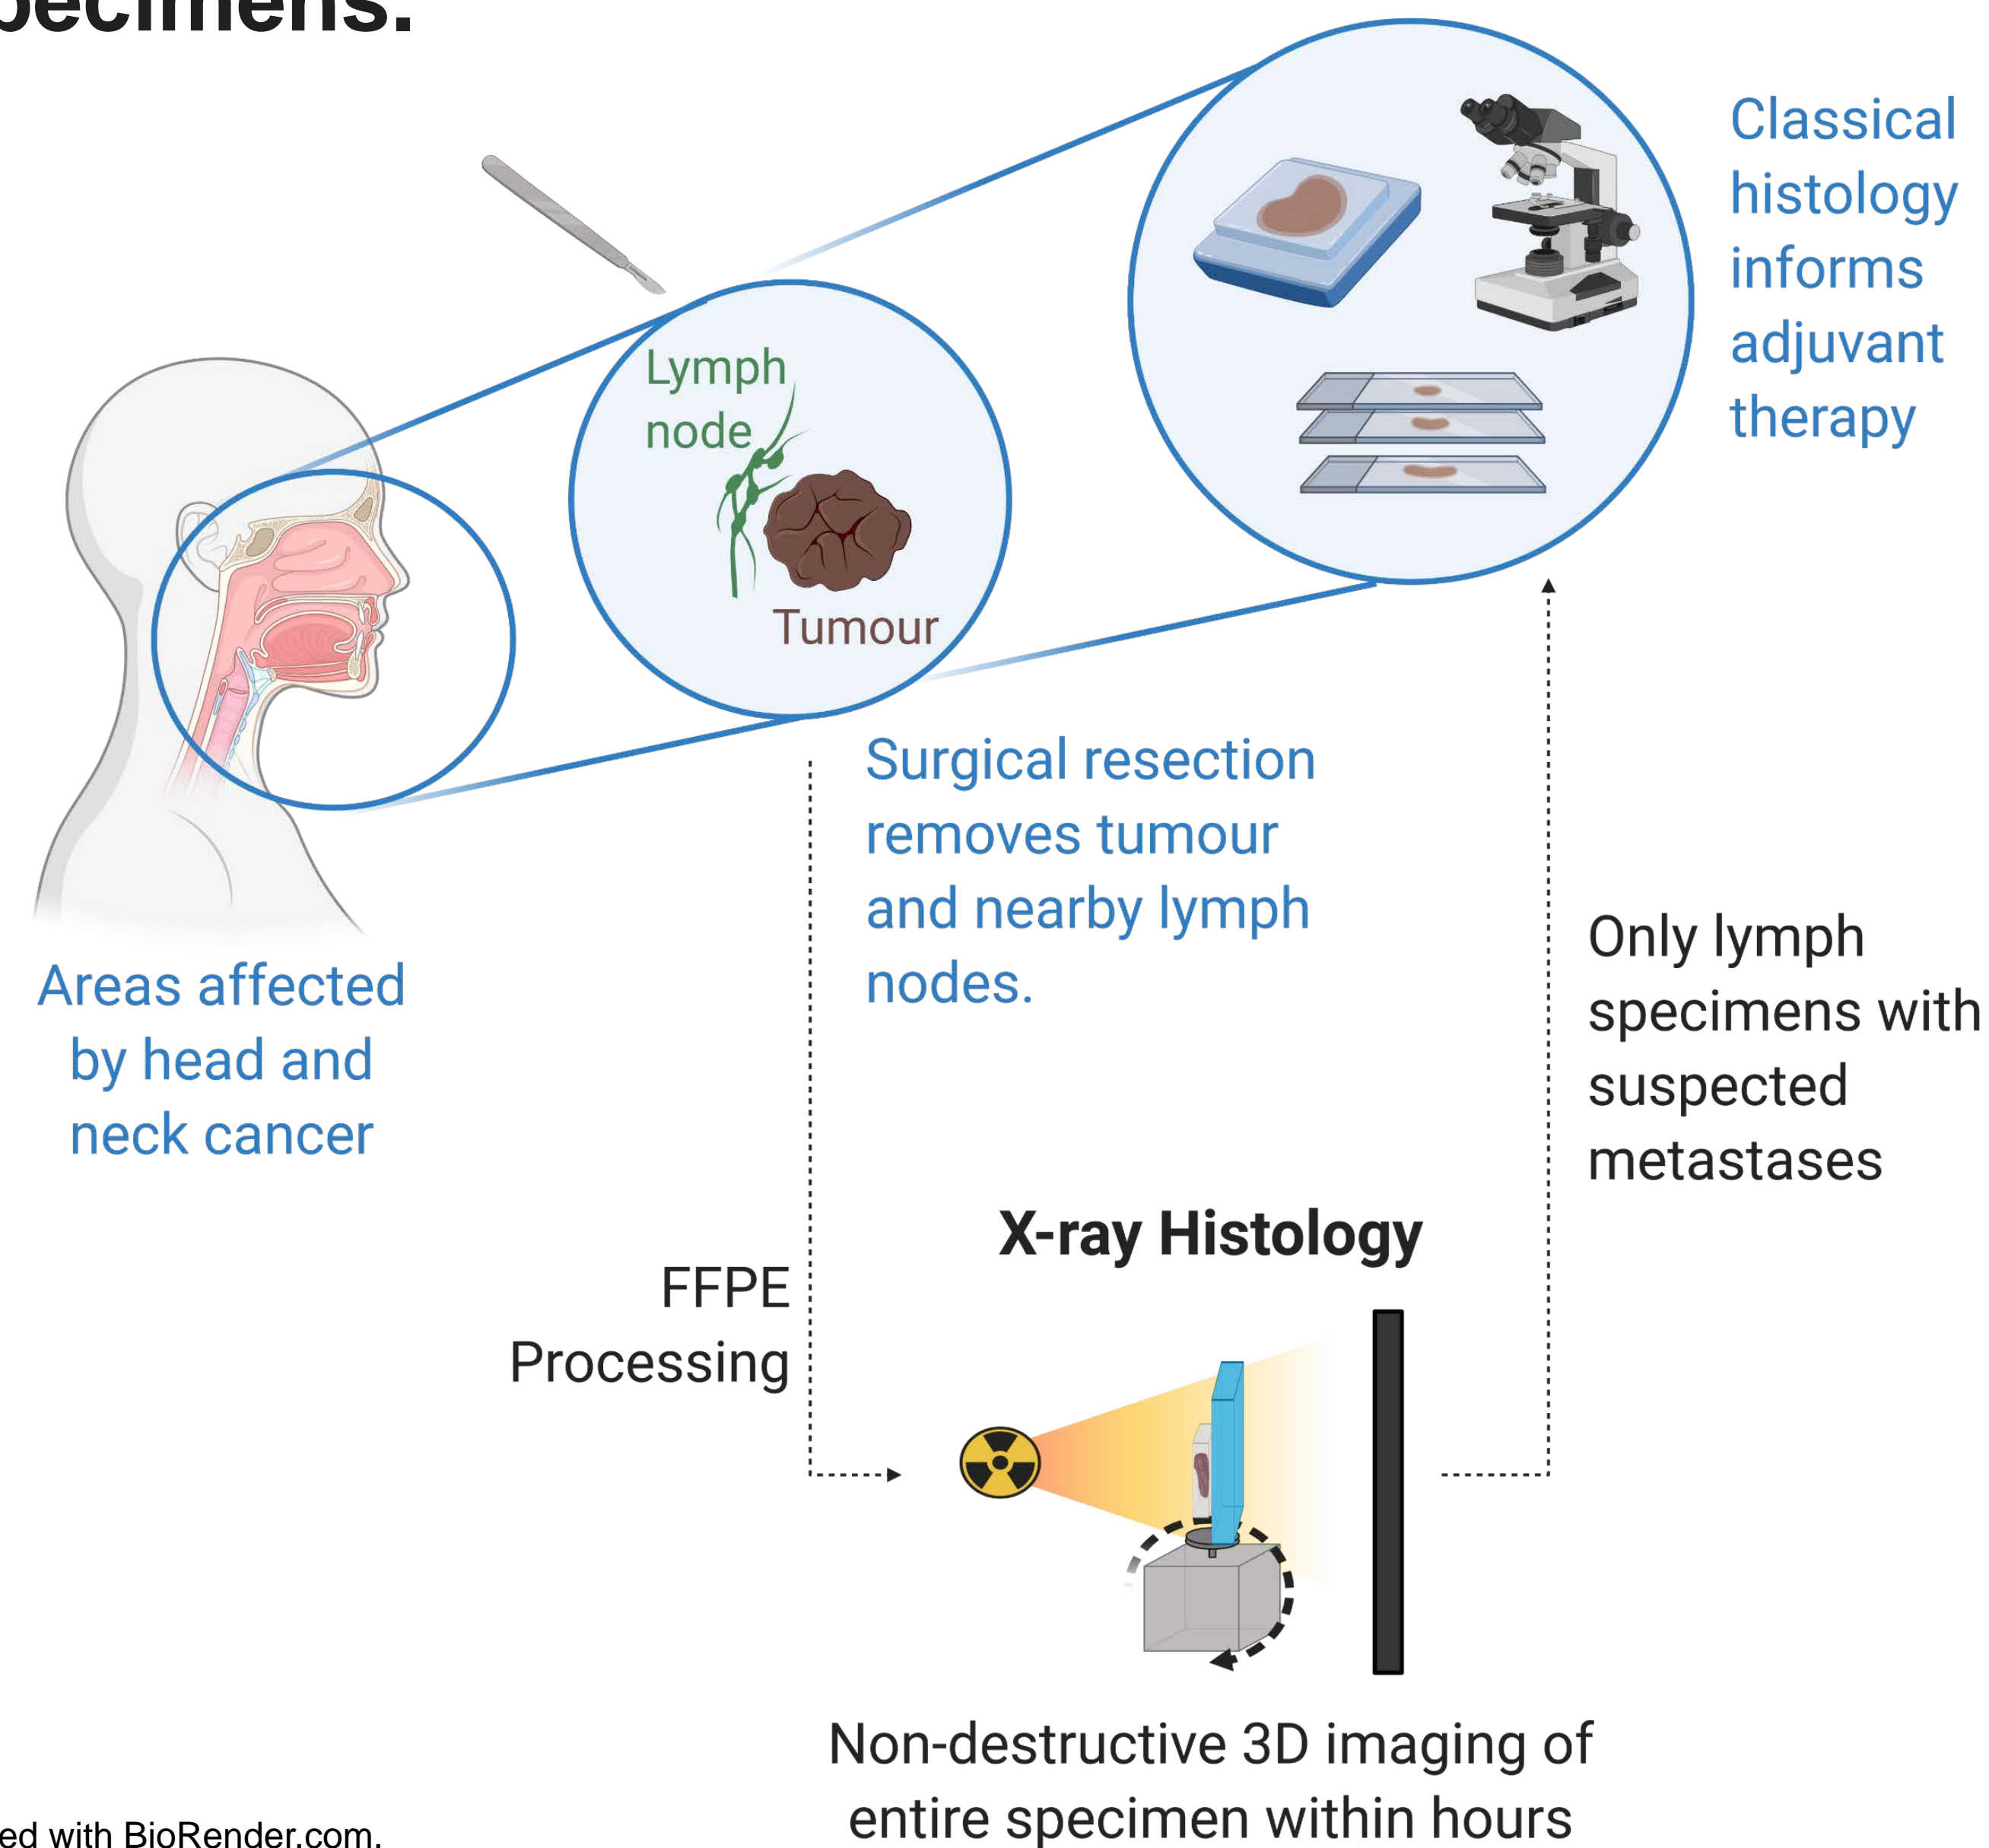 pecimens.
Classical
histology
informs
adjuvant
therapy
Lymph
node
Tumour
Surgical resection
removes tumour
and nearby lymph
nodes.
Areas affected
by head and
neck cancer
Only lymph
specimens with
suspected
metastases
X-ray Histology
FFPE
Processing
Non-destructive 3D imaging of
entire specimen within hours
ed with BioRender.com.